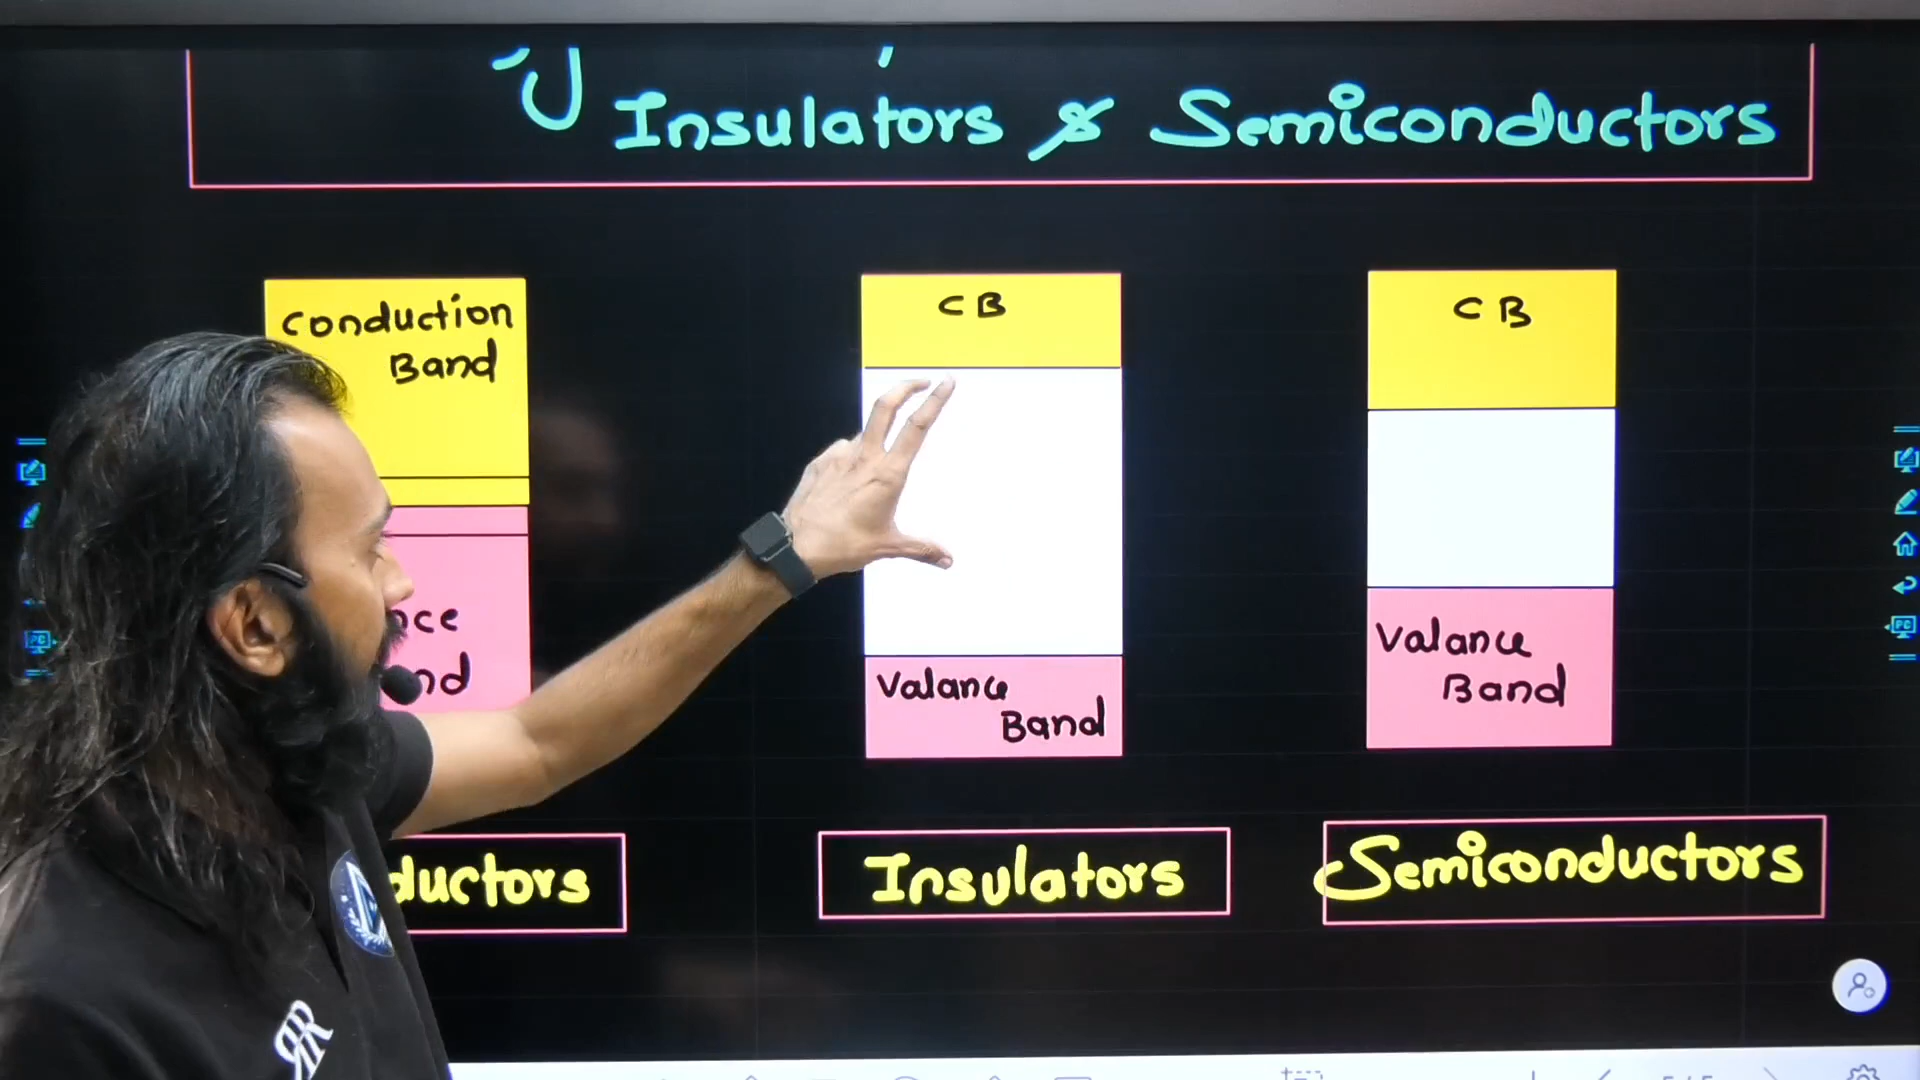 Insulators & Semiconductors
Conduction
Band
CB
CB
nce
nd
Valance
Band
Valance
Band
ductors
Insulators
Semiconductors